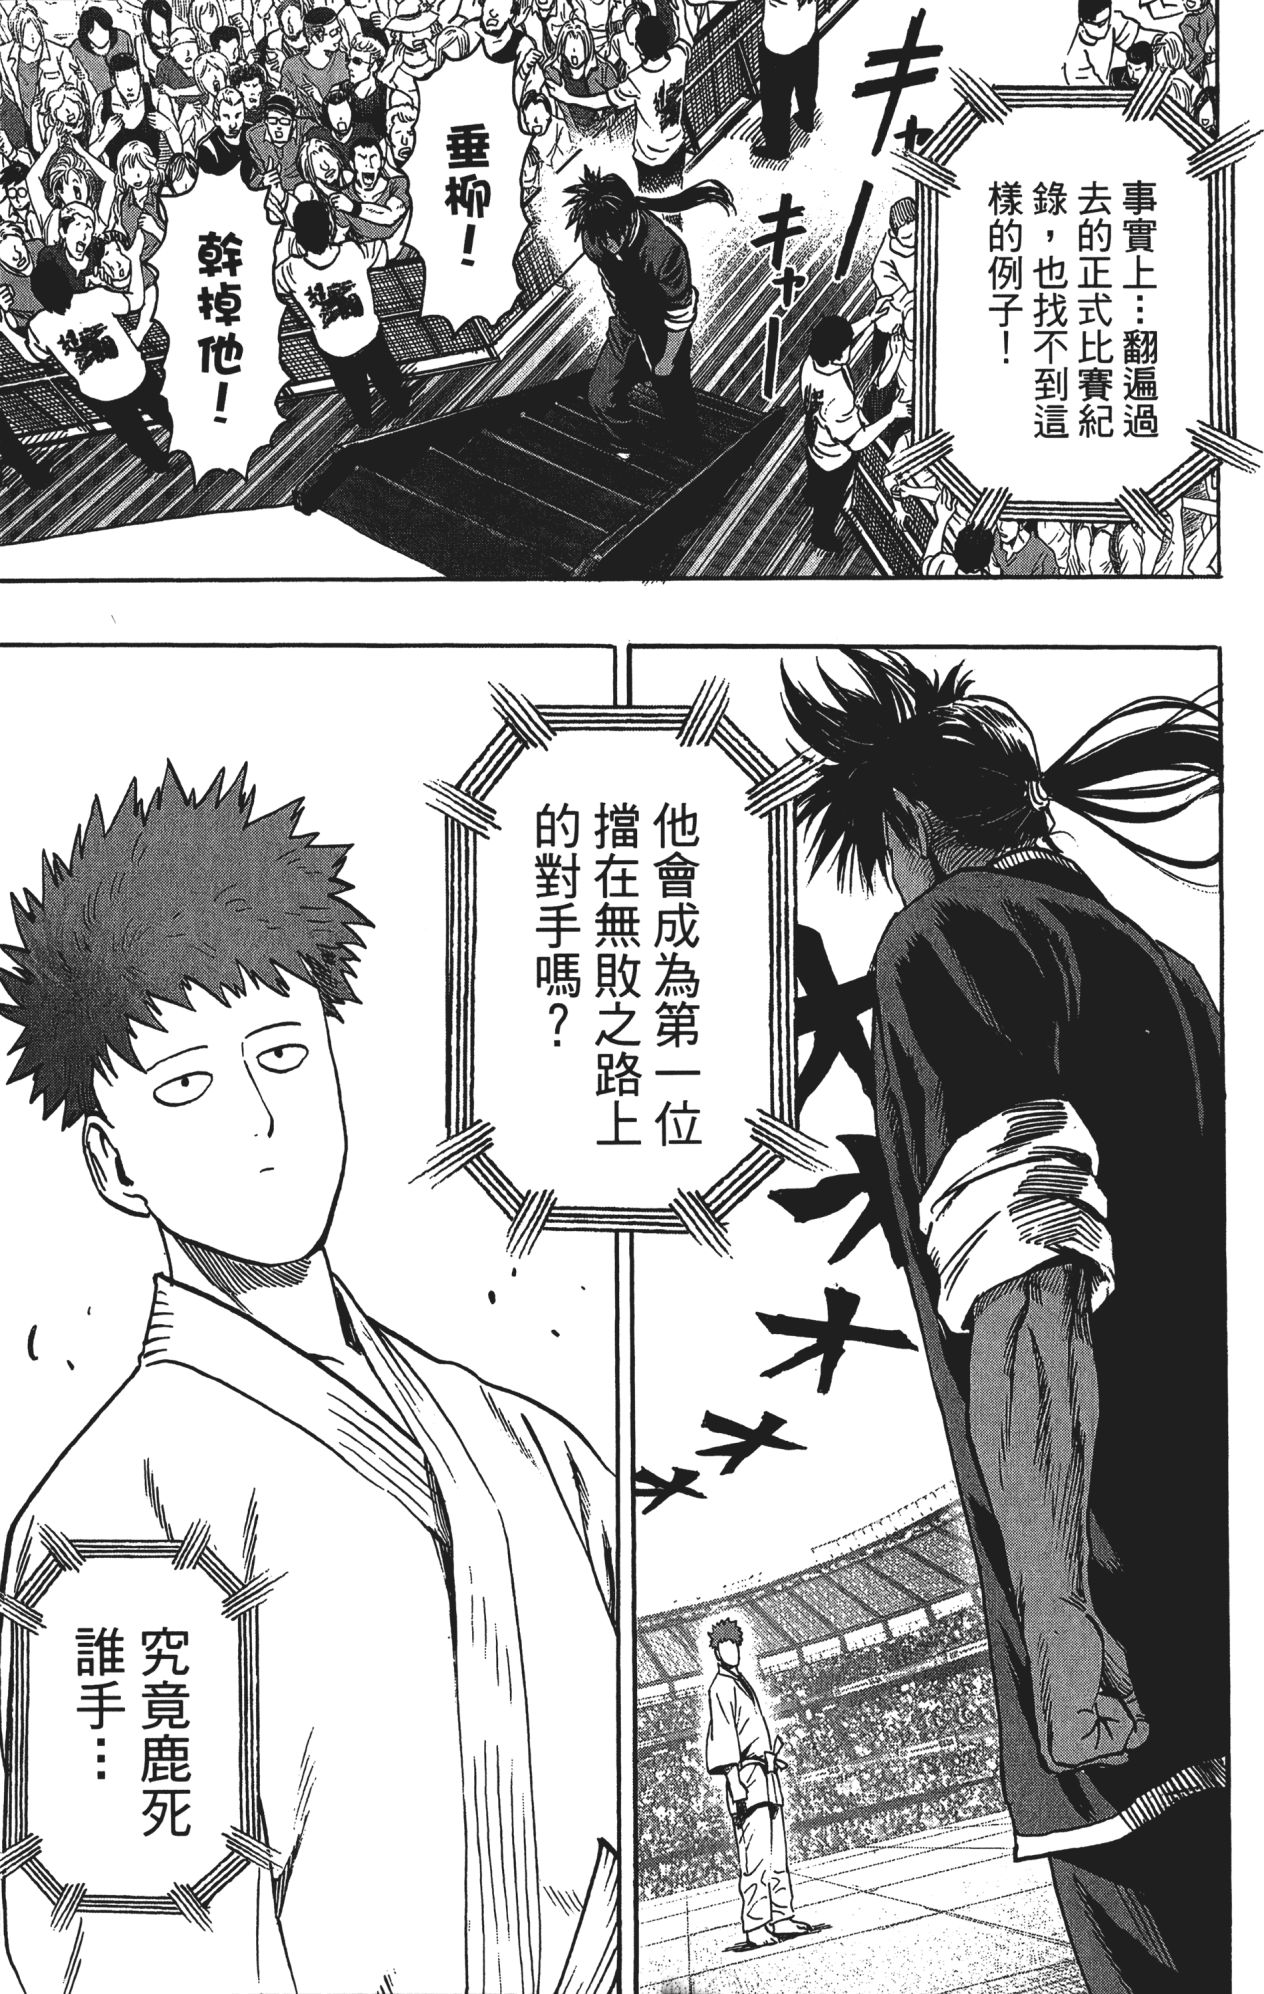 事實上…翻遍過
去的正式比賽紀
錄，也找不到這
樣的例子！
キャー
キャー
垂柳！
幹掉他！
他會成為第一位
擋在無敗之路上
的對手嗎？
究竟鹿死
誰手…